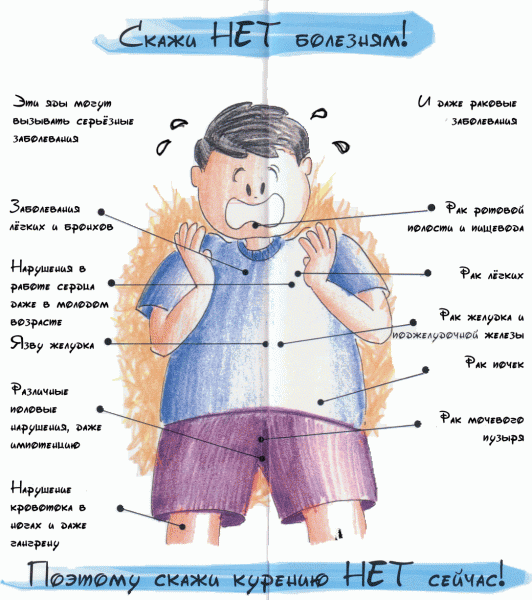 Скажи НЕТ болезням!
Эти яды могут
вызывать серьёзные
заболевания
И даже раковые
заболевания
Заболевания
лёгких и бронхов
Нарушения в
работе сердца
даже в молодом
возрасте
Язву желудка
Различные
половые
нарушения, даже
импотенцию
Нарушение
кровотока в
ногах и даже
гангрену
Рак ротовой
полости и пищевода
Рак лёгких
Рак желудка и
поджелудочной железы
Рак почек
Рак мочевого
пузыря
Поэтому скажи курению НЕТ сейчас!